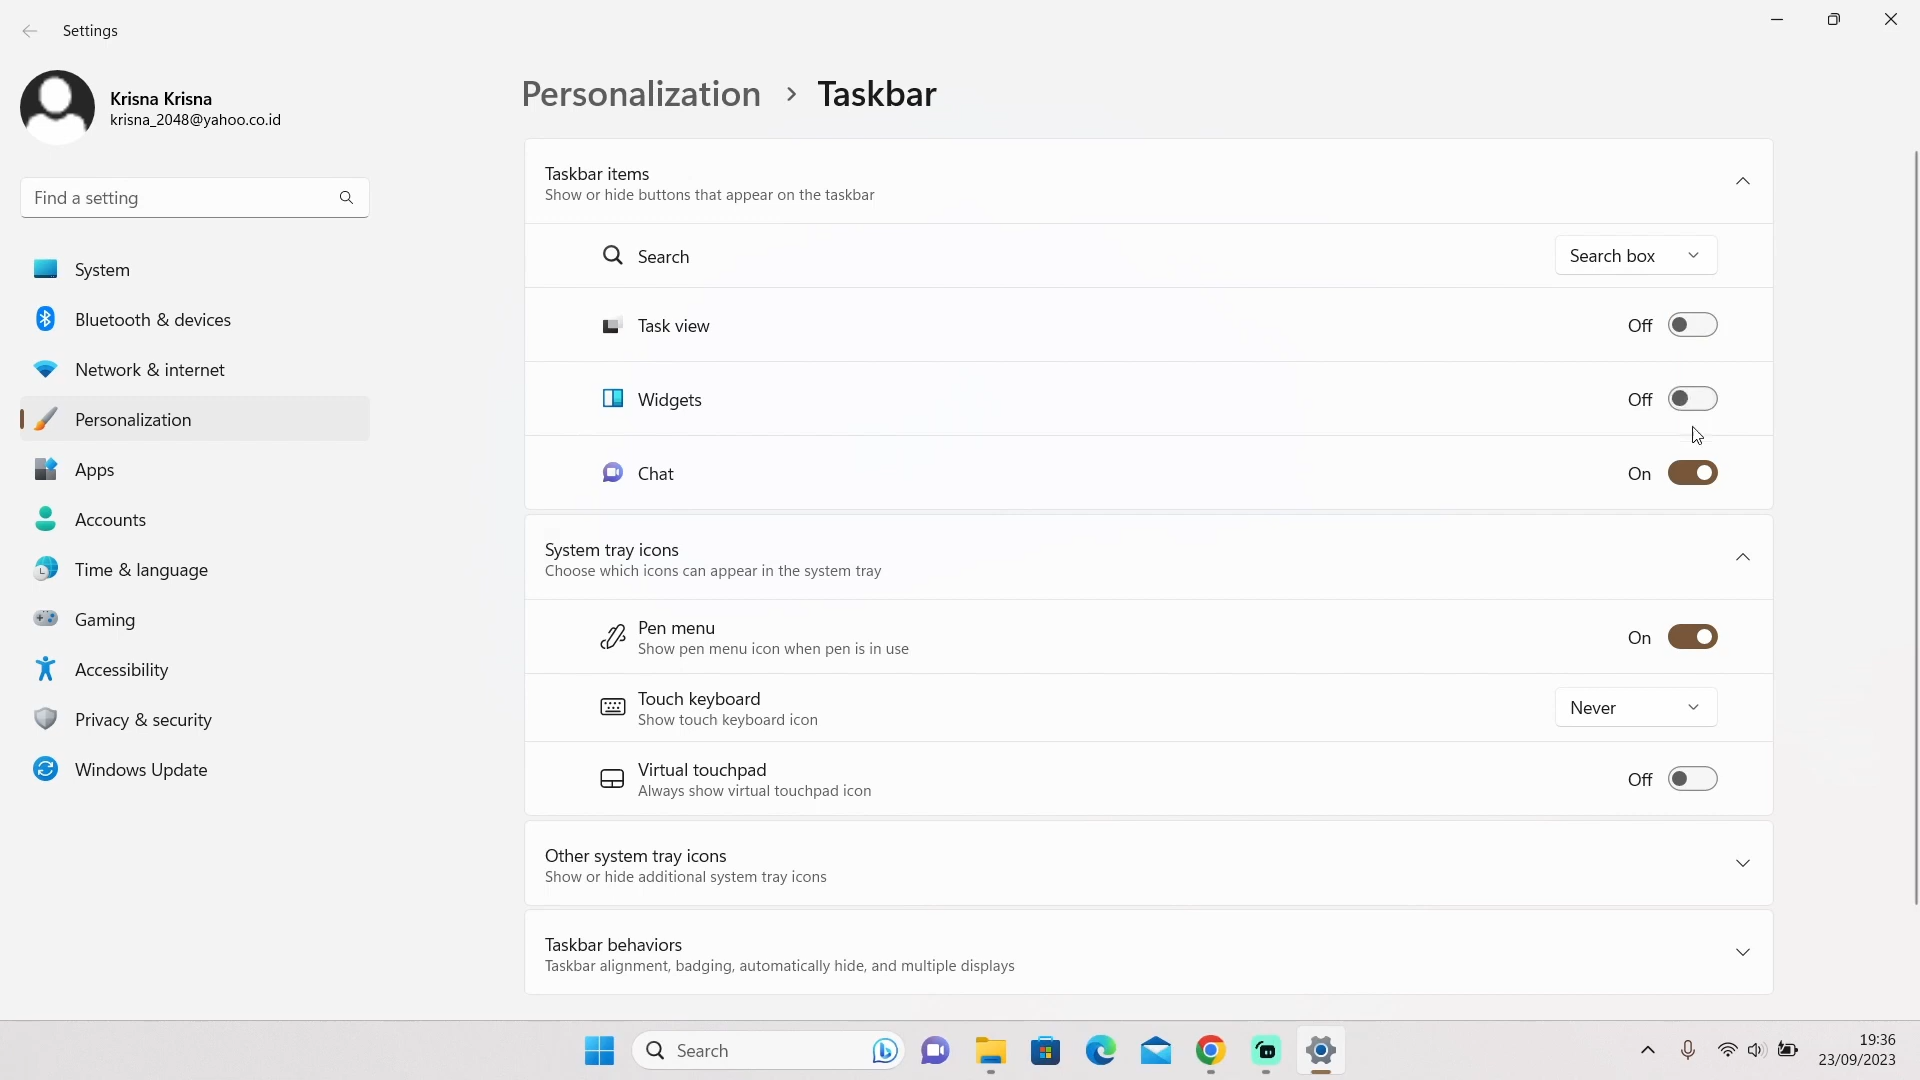 Settings
Krisna Krisna
krisna_2048@yahoo.co.id
Find a setting
System
Bluetooth & devices
Network & internet
Personalization
Apps
Accounts
Time & language
Gaming
Accessibility
Privacy & security
Windows Update
Personalization > Taskbar
Taskbar items
Show or hide buttons that appear on the taskbar
Search Search box
Task view Off
Widgets Off
Chat On
System tray icons
Choose which icons can appear in the system tray
Pen menu
Show pen menu icon when pen is in use
On
Touch keyboard
Show touch keyboard icon
Never
Virtual touchpad
Always show virtual touchpad icon
Off
Other system tray icons
Show or hide additional system tray icons
Taskbar behaviors
Taskbar alignment, badging, automatically hide, and multiple displays
Search
19:36
23/09/2023